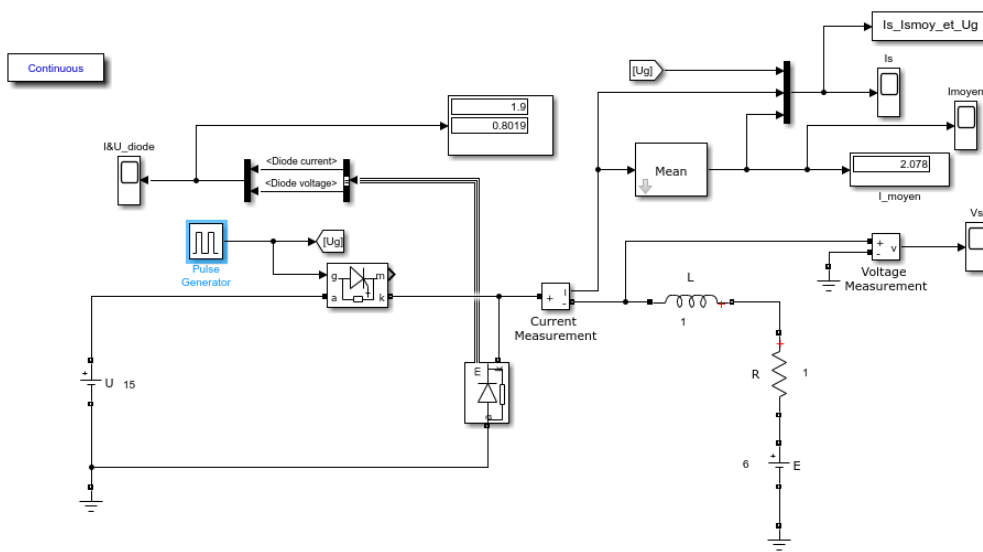 Is_Ismoy_et_Ug
Continuous
[Ug]
Is
Imoyen
1.9
0.8019
I&U_diode
<Diode current>
<Diode voltage>
Mean
2.078
I_moyen
Vs
[Ug]
Pulse
Generator
g
m
a
k
+
-
i
Current
Measurement
+
-
v
Voltage
Measurement
L
1
+
U
15
+
m
k
a
R
1
+
6
E
+